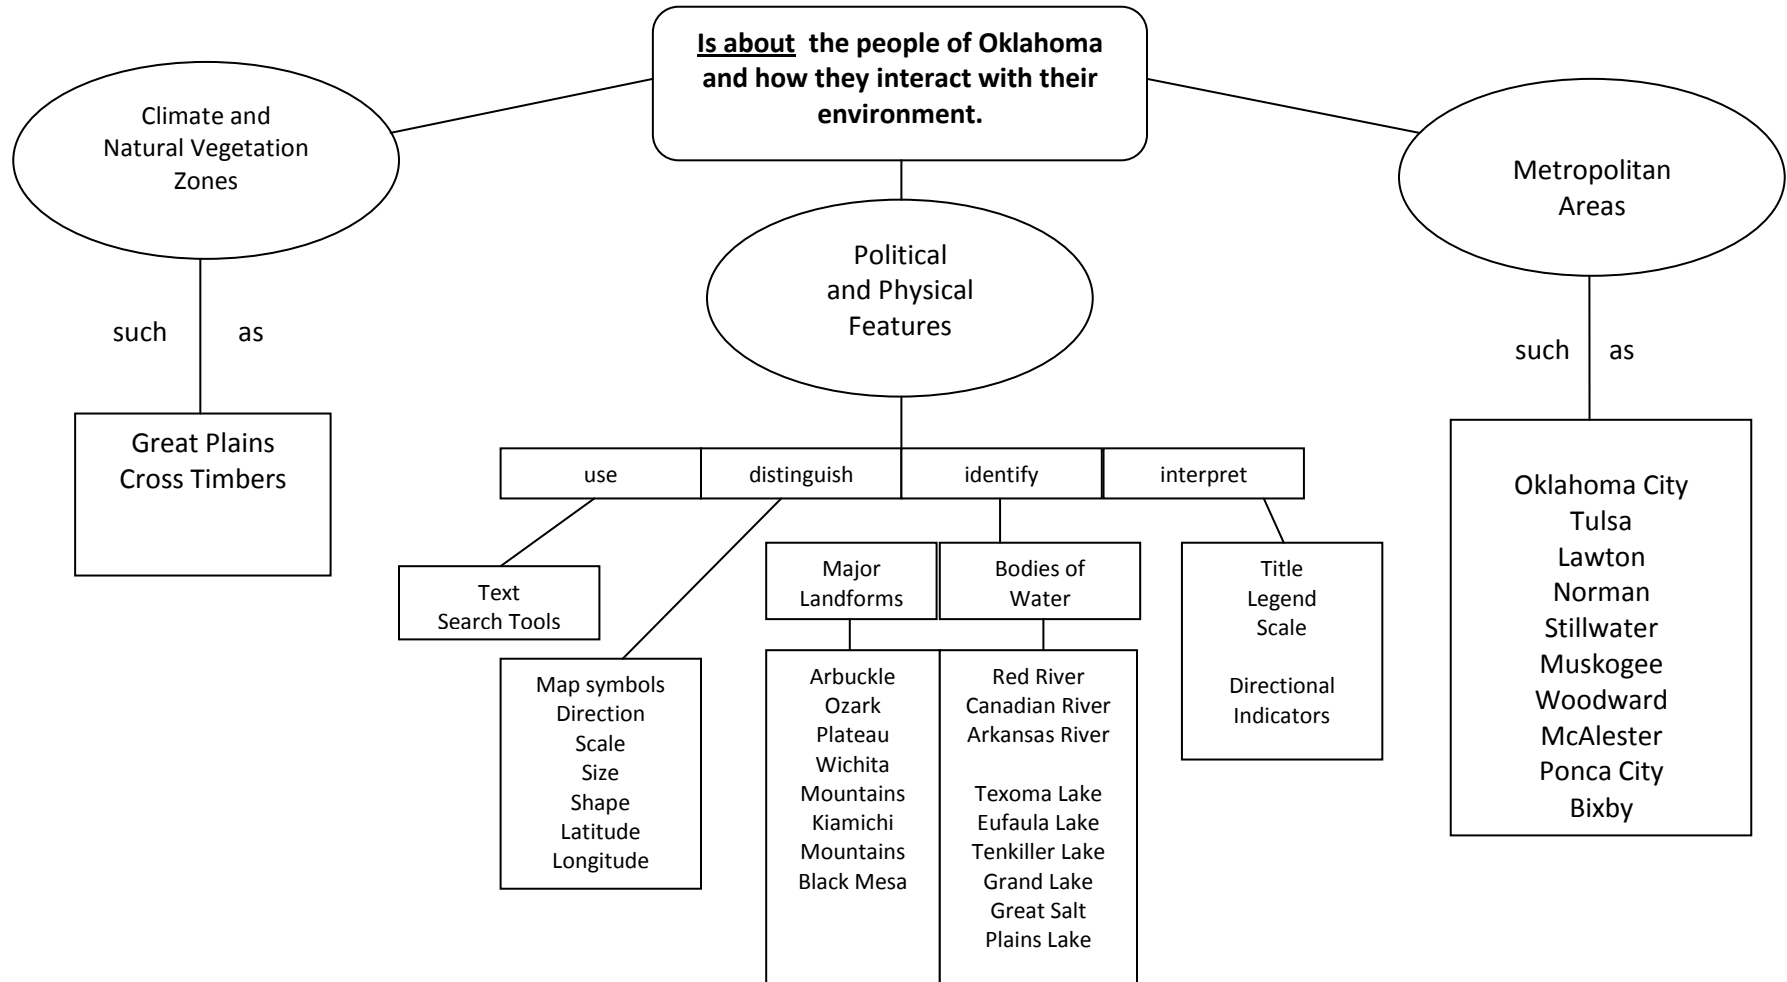 Is about the people of Oklahoma
and how they interact with their
environment.
Climate and
Natural Vegetation
Zones
such as
Great Plains
Cross Timbers
Political
and Physical
Features
use
distinguish
identify
interpret
Text
Search Tools
Map symbols
Direction
Scale
Size
Shape
Latitude
Longitude
Major
Landforms
Arbuckle
Ozark
Plateau
Wichita
Mountains
Kiamichi
Mountains
Black Mesa
Bodies of
Water
Red River
Canadian River
Arkansas River
Texoma Lake
Eufaula Lake
Tenkiller Lake
Grand Lake
Great Salt
Plains Lake
Title
Legend
Scale
Directional
Indicators
Metropolitan
Areas
such as
Oklahoma City
Tulsa
Lawton
Norman
Stillwater
Muskogee
Woodward
McAlester
Ponca City
Bixby